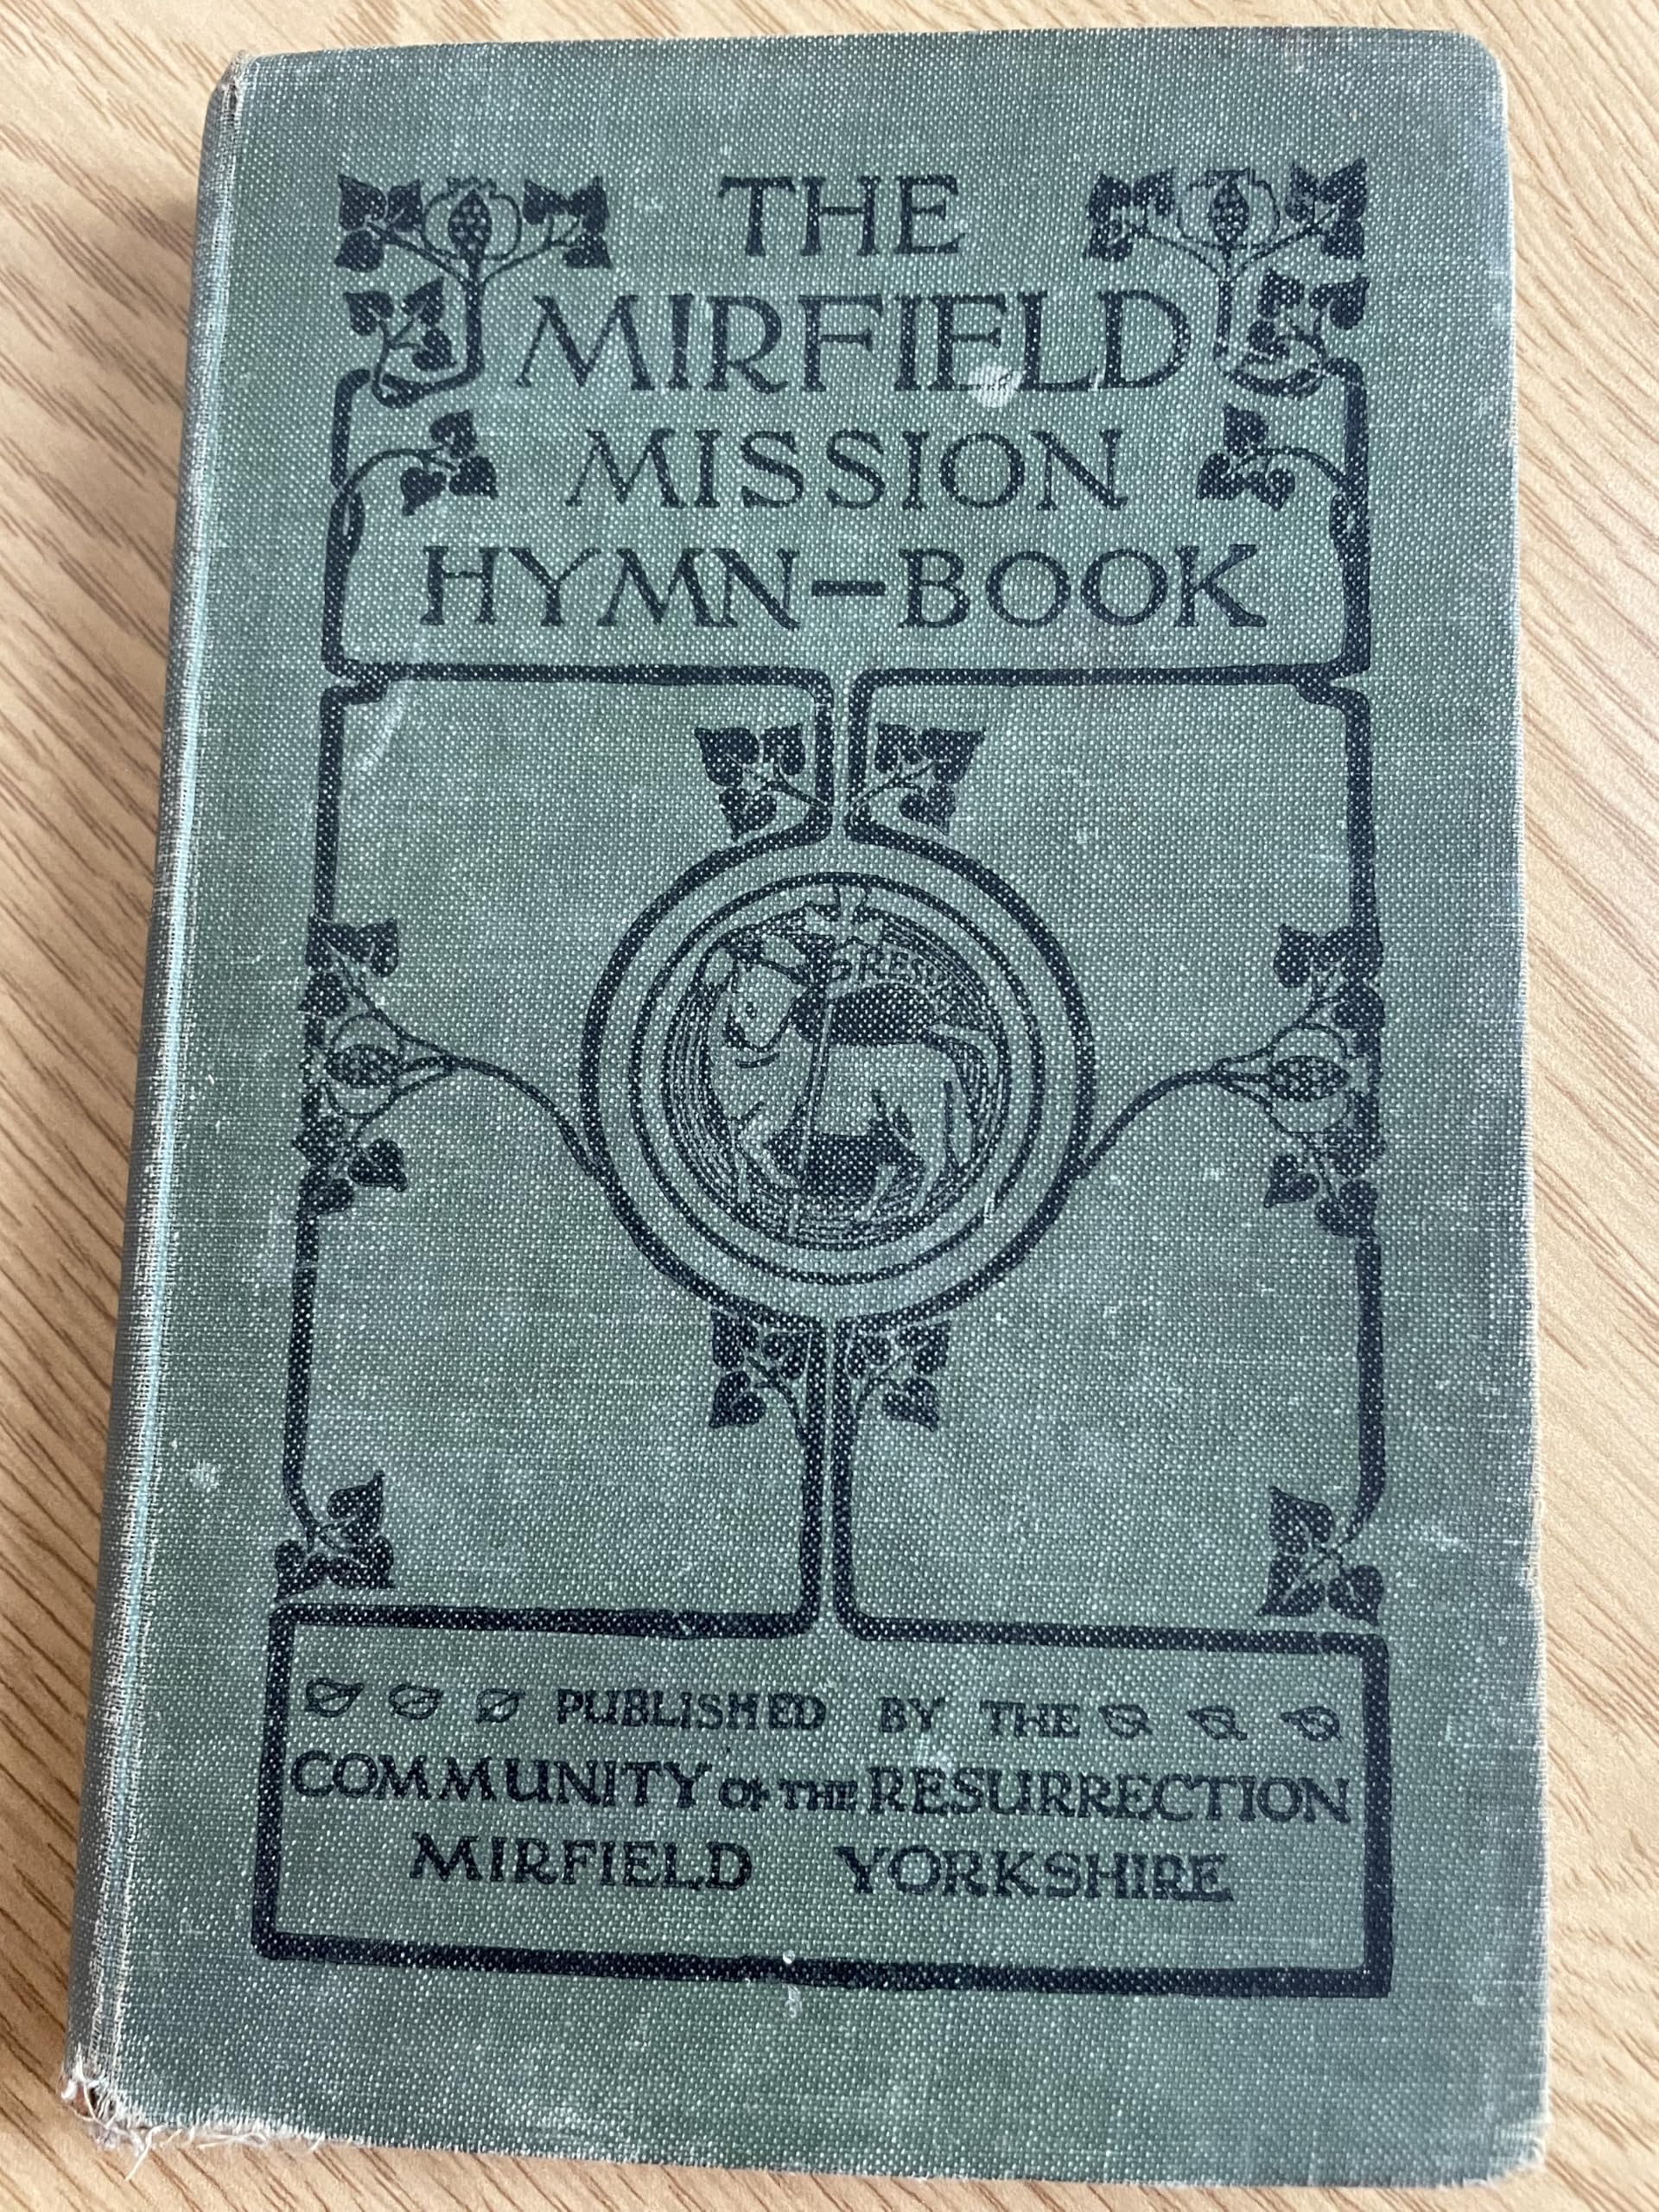 THE
MIRFIELD
MISSION
HYMN-BOOK
PUBLISHED BY THE
COMMUNITY OF THE RESURRECTION
MIRFIELD YORKSHIRE